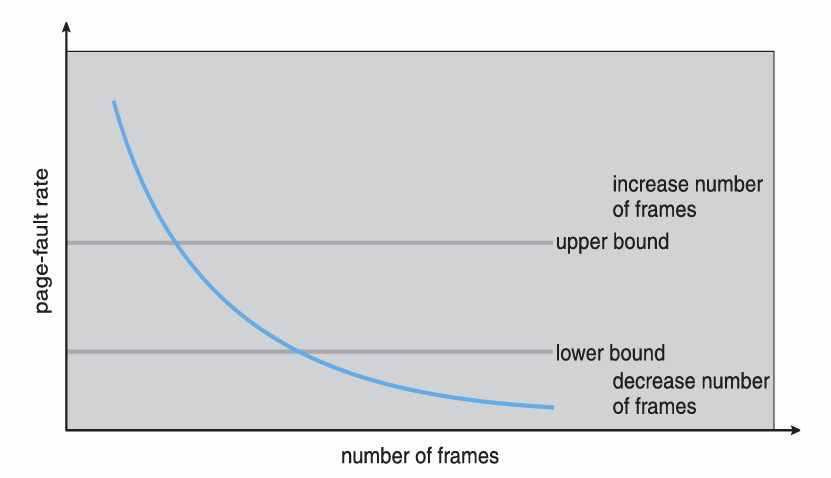 page-fault rate
increase number
of frames
upper bound
lower bound
decrease number
of frames
number of frames